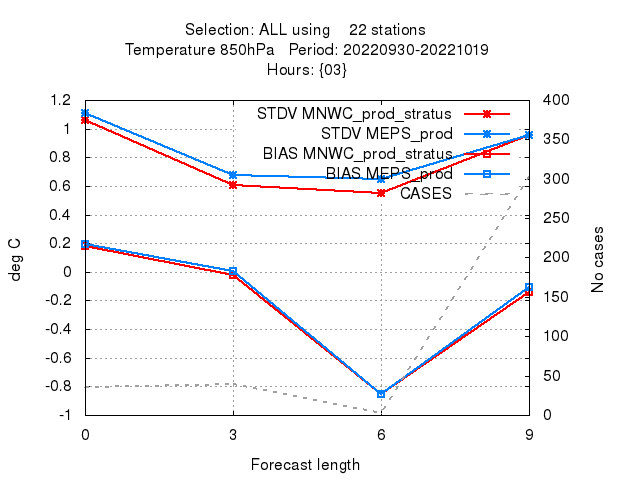 Selection: ALL using    22 stations
Temperature 850hPa   Period: 20220930-20221019
Hours: {03}
STDV MNWC_prod_stratus
STDV MEPS_prod
BIAS MNWC_prod_stratus
BIAS MEPS_prod
CASES
deg C
1.2
1
0.8
0.6
0.4
0.2
0
-0.2
-0.4
-0.6
-0.8
-1
400
350
300
250
200
150
100
50
0
No cases
0 3 6 9
Forecast length